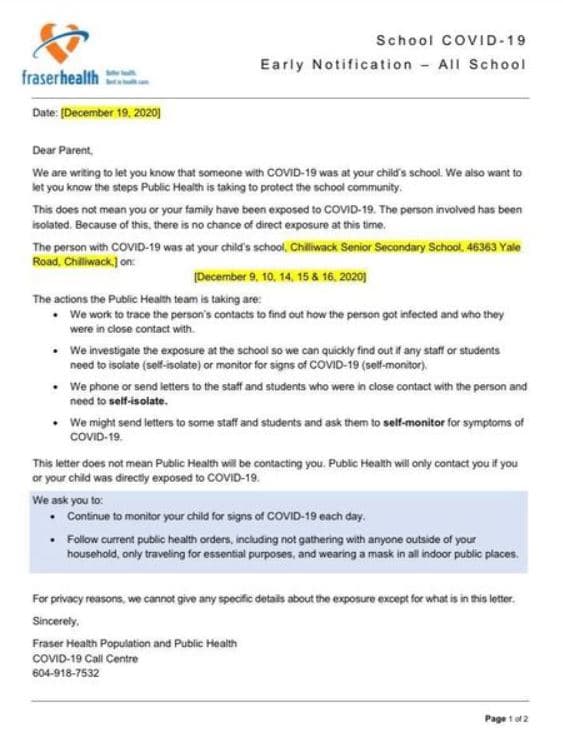 School COVID-19
fraserhealth Better health. Best in health care.
Early Notification – All School
Date: [December 19, 2020]
Dear Parent,
We are writing to let you know that someone with COVID-19 was at your child's school. We also want to
let you know the steps Public Health is taking to protect the school community.
This does not mean you or your family have been exposed to COVID-19. The person involved has been
isolated. Because of this, there is no chance of direct exposure at this time.
The person with COVID-19 was at your child's school, Chilliwack Senior Secondary School, 46363 Yale
Road, Chilliwack,] on:
[December 9, 10, 14, 15 & 16, 2020]
The actions the Public Health team is taking are:
• We work to trace the person's contacts to find out how the person got infected and who they
were in close contact with.
• We investigate the exposure at the school so we can quickly find out if any staff or students
need to isolate (self-isolate) or monitor for signs of COVID-19 (self-monitor).
• We phone or send letters to the staff and students who were in close contact with the person and
need to self-isolate.
• We might send letters to some staff and students and ask them to self-monitor for symptoms of
COVID-19.
This letter does not mean Public Health will be contacting you. Public Health will only contact you if you
or your child was directly exposed to COVID-19.
We ask you to:
• Continue to monitor your child for signs of COVID-19 each day.
• Follow current public health orders, including not gathering with anyone outside of your
household, only traveling for essential purposes, and wearing a mask in all indoor public places.
For privacy reasons, we cannot give any specific details about the exposure except for what is in this letter.
Sincerely,
Fraser Health Population and Public Health
COVID-19 Call Centre
604-918-7532
Page 1 of 2